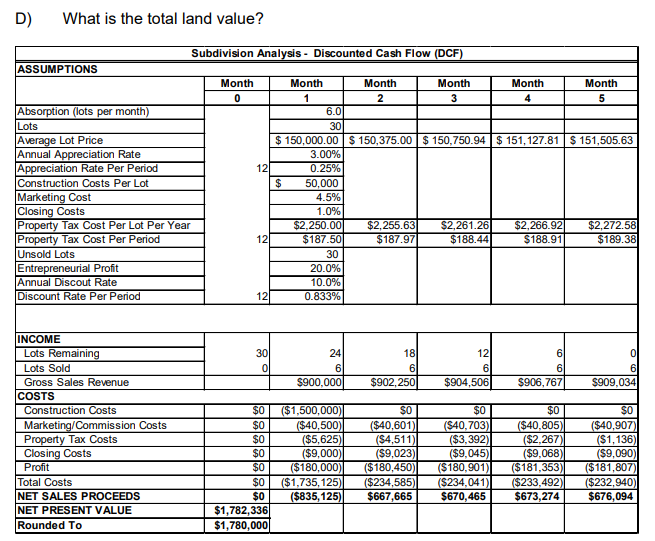 D) What is the total land value?
Subdivision Analysis - Discounted Cash Flow (DCF)
ASSUMPTIONS
Month Month Month Month Month Month
0 1 2 3 4 5
Absorption (lots per month) 6.0
Lots 30
Average Lot Price $ 150,000.00 $ 150,375.00 $ 150,750.94 $ 151,127.81 $ 151,505.63
Annual Appreciation Rate 3.00%
Appreciation Rate Per Period 12 0.25%
Construction Costs Per Lot $ 50,000
Marketing Cost 4.5%
Closing Costs 1.0%
Property Tax Cost Per Lot Per Year $2,250.00 $2,255.63 $2,261.26 $2,266.92 $2,272.58
Property Tax Cost Per Period 12 $187.50 $187.97 $188.44 $188.91 $189.38
Unsold Lots 30
Entrepreneurial Profit 20.0%
Annual Discout Rate 10.0%
Discount Rate Per Period 12 0.833%
INCOME
Lots Remaining 30 24 18 12 6 0
Lots Sold 0 6 6 6 6 6
Gross Sales Revenue $900,000 $902,250 $904,506 $906,767 $909,034
COSTS
Construction Costs $0 ($1,500,000) $0 $0 $0 $0
Marketing/Commission Costs $0 ($40,500) ($40,601) ($40,703) ($40,805) ($40,907)
Property Tax Costs $0 ($5,625) ($4,511) ($3,392) ($2,267) ($1,136)
Closing Costs $0 ($9,000) ($9,023) ($9,045) ($9,068) ($9,090)
Profit $0 ($180,000) ($180,450) ($180,901) ($181,353) ($181,807)
Total Costs $0 ($1,735,125) ($234,585) ($234,041) ($233,492) ($232,940)
NET SALES PROCEEDS $0 ($835,125) $667,665 $670,465 $673,274 $676,094
NET PRESENT VALUE $1,782,336
Rounded To $1,780,000